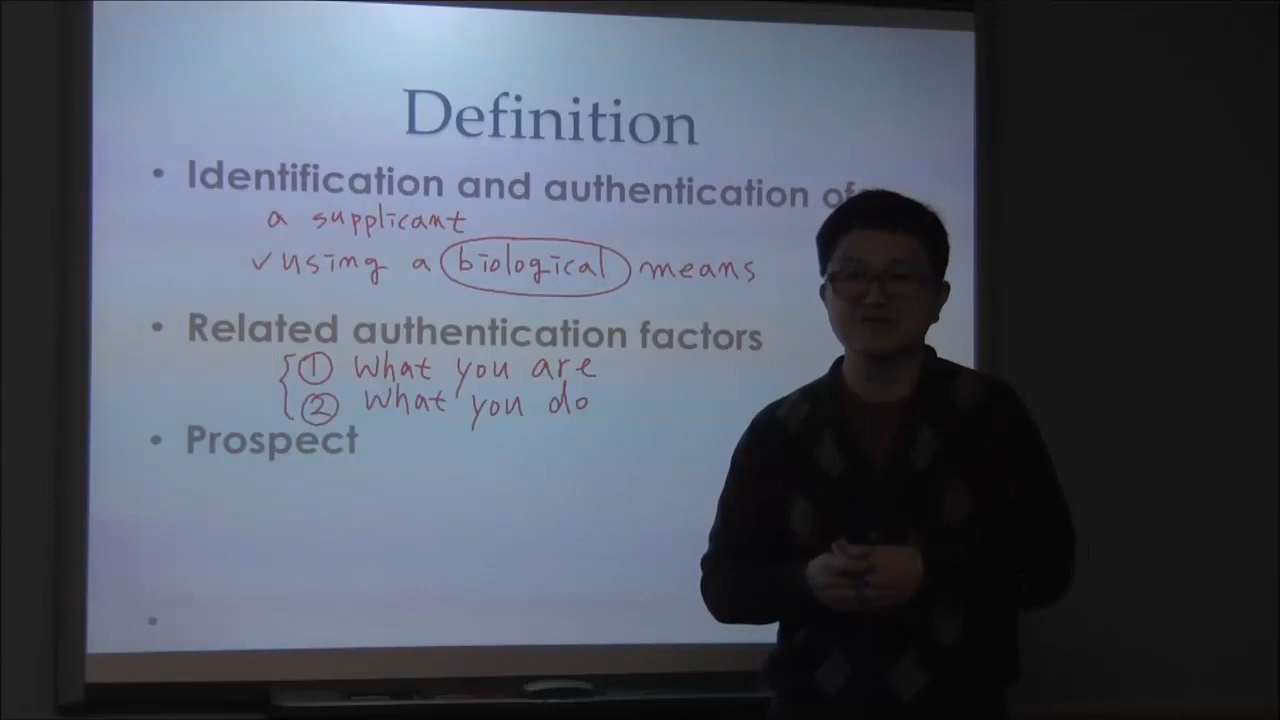 Definition
• Identification and authentication of
a supplicant
✓ using a biological means
• Related authentication factors
① What you are
② What you do
• Prospect
•